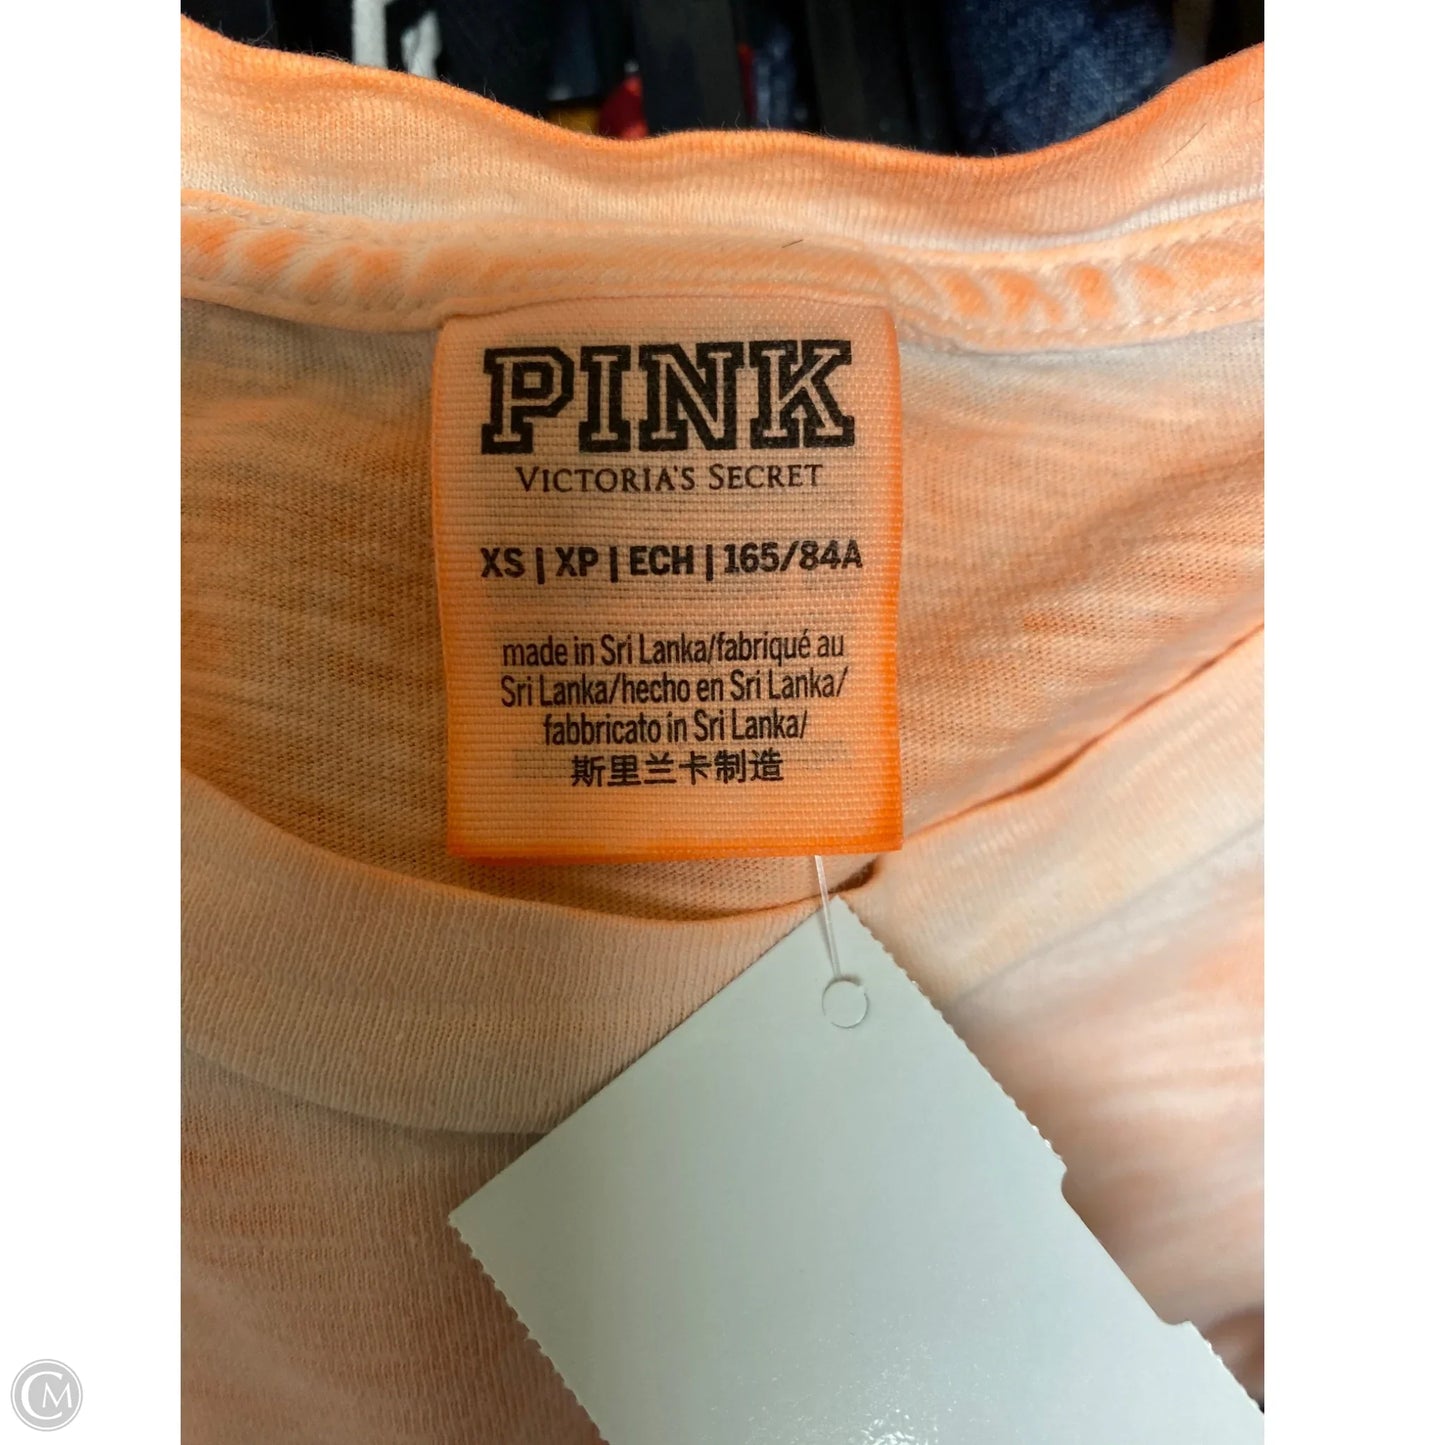 PINK
VICTORIA'S SECRET
XS | XP | ECH | 165/84A
made in Sri Lanka/fabriqué au
Sri Lanka/hecho en Sri Lanka/
fabbricato in Sri Lanka/
斯里兰卡制造
CM